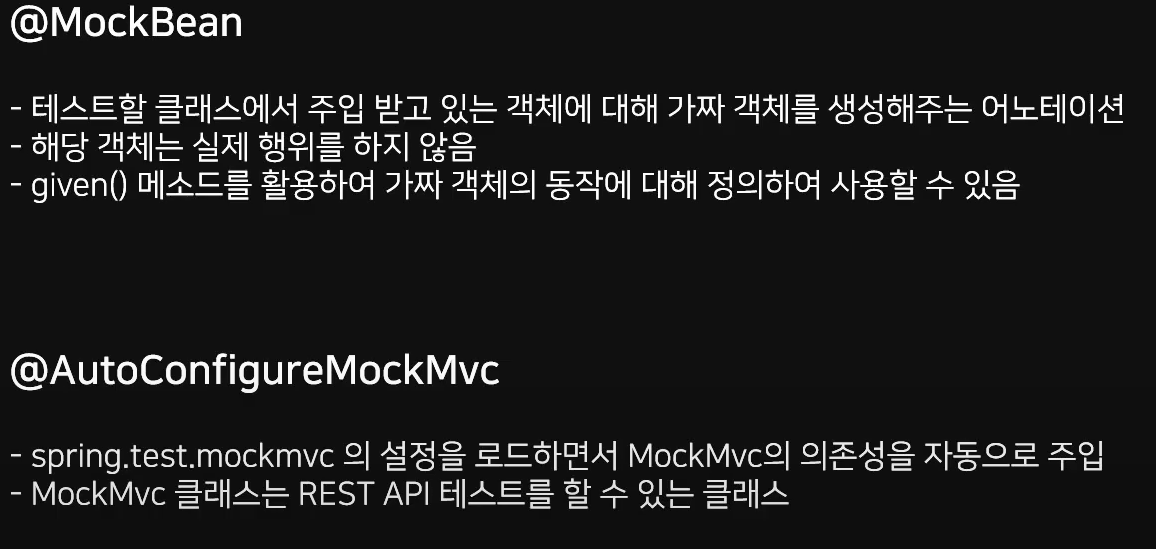 @MockBean
- 테스트할 클래스에서 주입 받고 있는 객체에 대해 가짜 객체를 생성해주는 어노테이션
- 해당 객체는 실제 행위를 하지 않음
- given() 메소드를 활용하여 가짜 객체의 동작에 대해 정의하여 사용할 수 있음
@AutoConfigureMockMvc
- spring.test.mockmvc 의 설정을 로드하면서 MockMvc의 의존성을 자동으로 주입
- MockMvc 클래스는 REST API 테스트를 할 수 있는 클래스